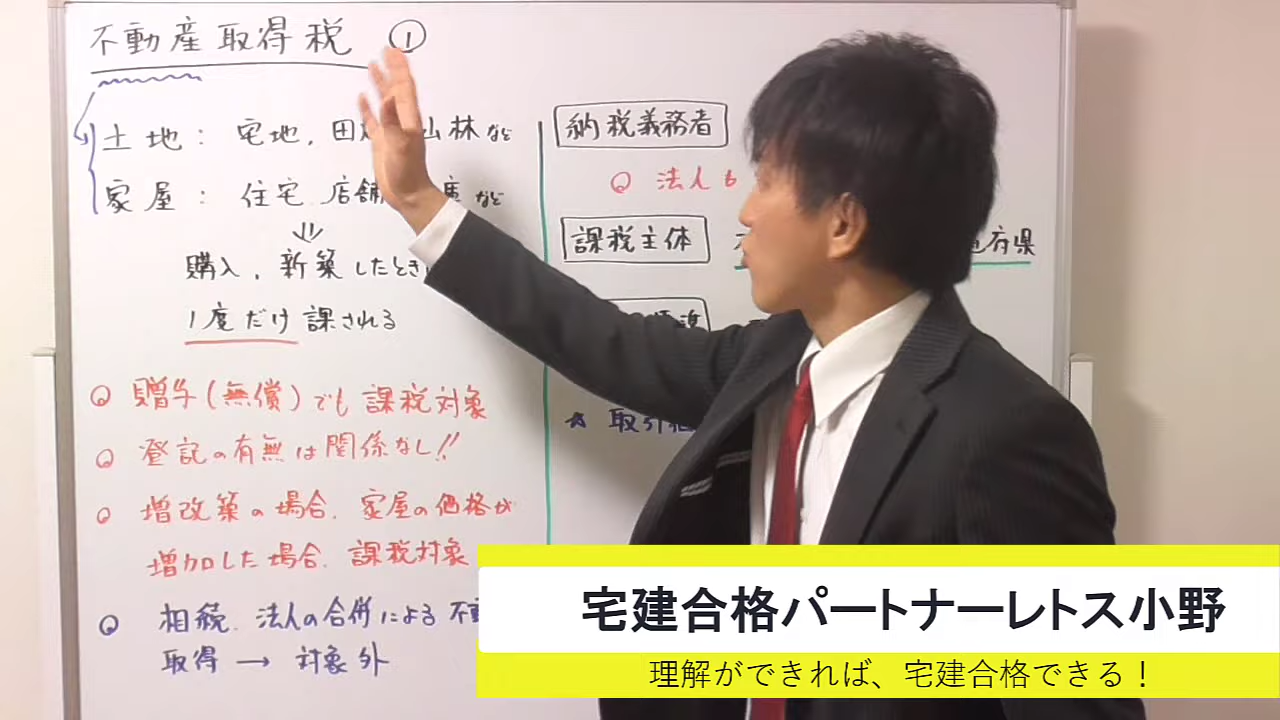 不動産取得税 ①
土地： 宅地, 田 山林など
家屋： 住宅 店舗 など
購入, 新築したとき
1度だけ課される
○ 贈与(無償)でも 課税対象
○ 登記の有無は関係なし!!
○ 増改築の場合、家屋の価格が
増加した場合、課税対象
○ 相続、法人の合併による 不
取得 → 対象外
納税義務者
○ 法人も
課税主体
府県
★ 取引
宅建合格パートナーレトス小野
理解ができれば、宅建合格できる！